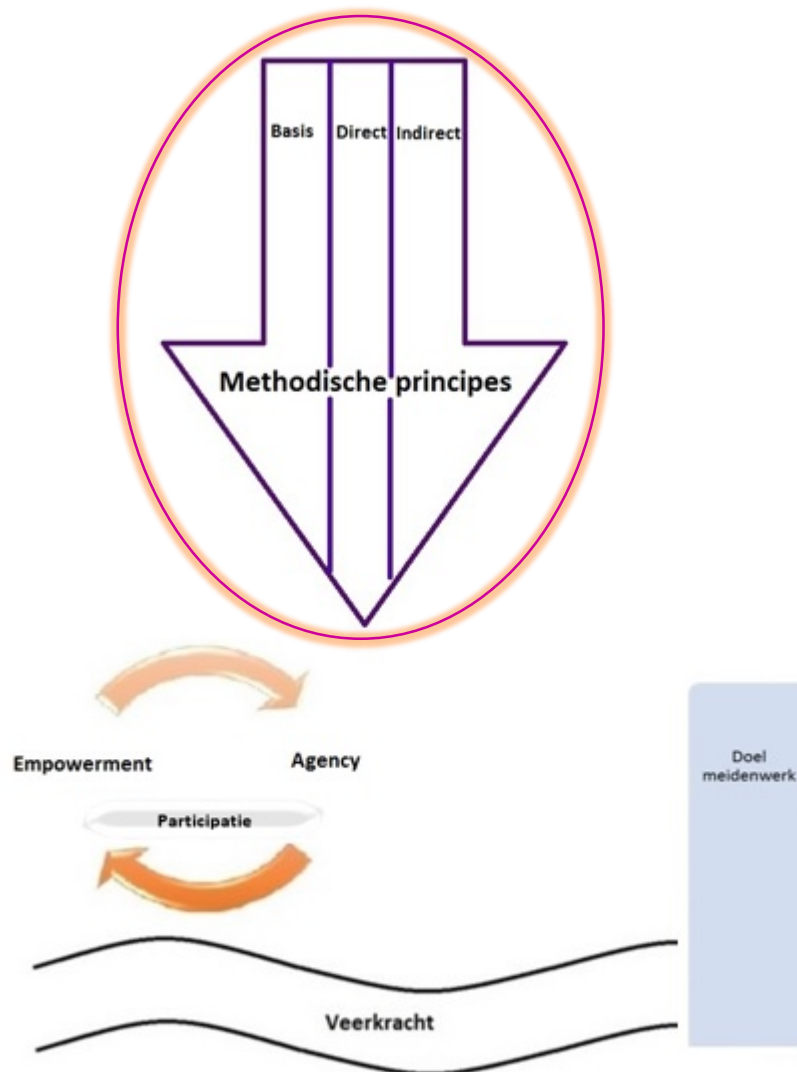 Basis Direct Indirect
Methodische principes
Empowerment Agency
Doel
meidenwerk
Participatie
Veerkracht